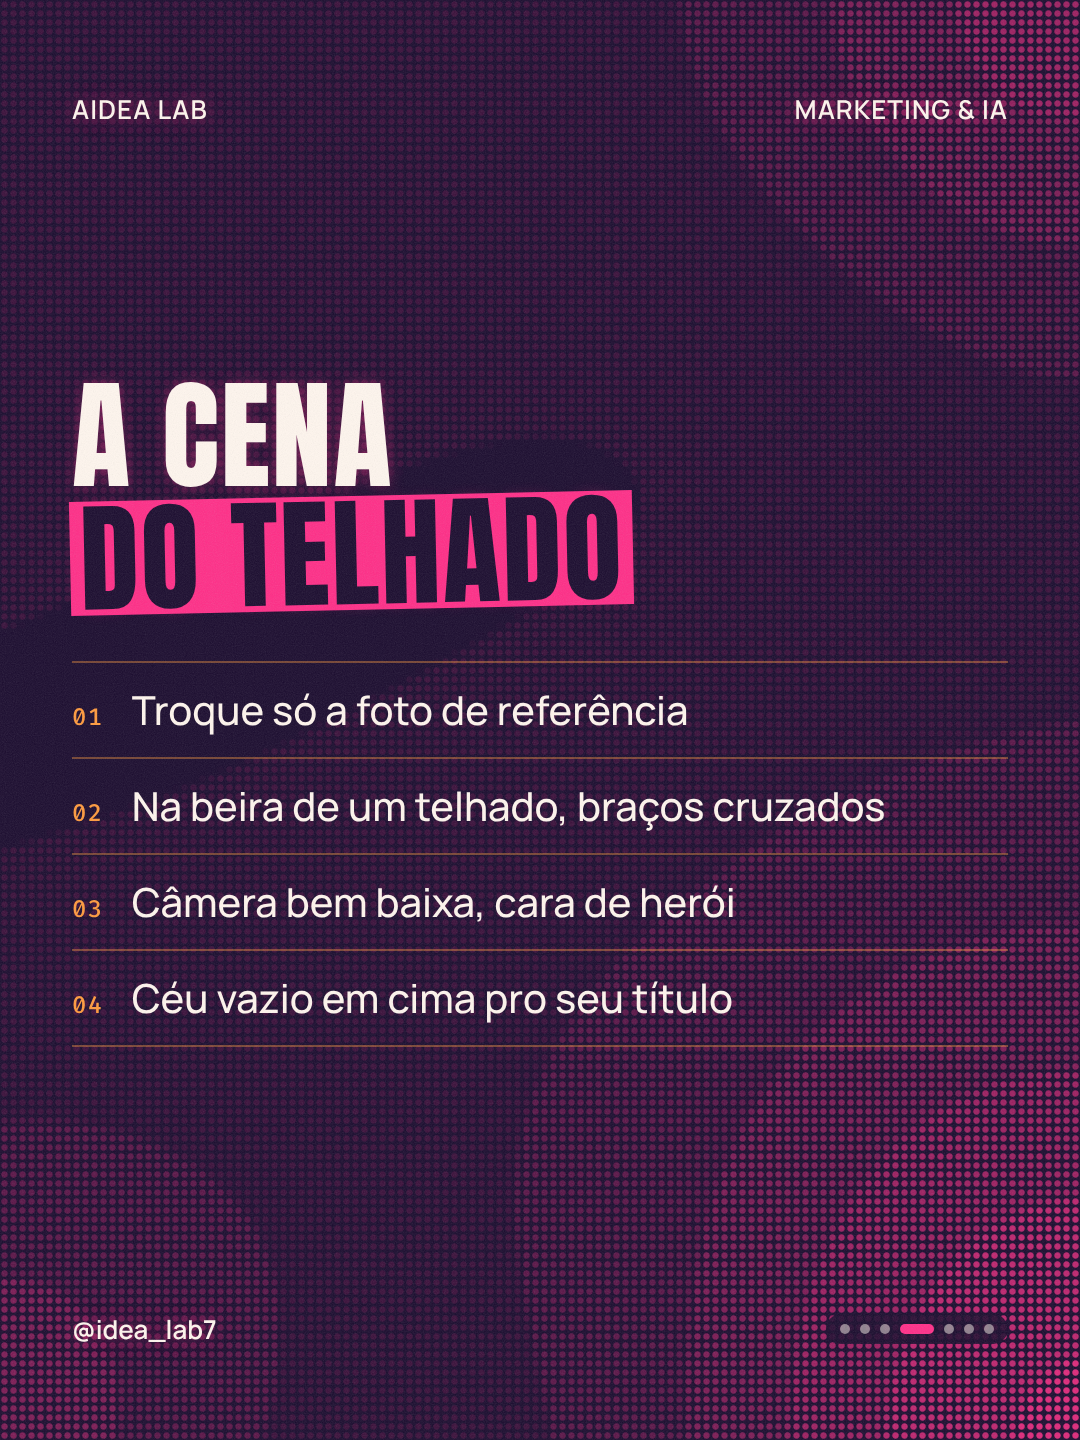 AIDEA LAB
MARKETING & IA
A CENA
DO TELHADO
01 Troque só a foto de referência
02 Na beira de um telhado, braços cruzados
03 Câmera bem baixa, cara de herói
04 Céu vazio em cima pro seu título
@idea_lab7